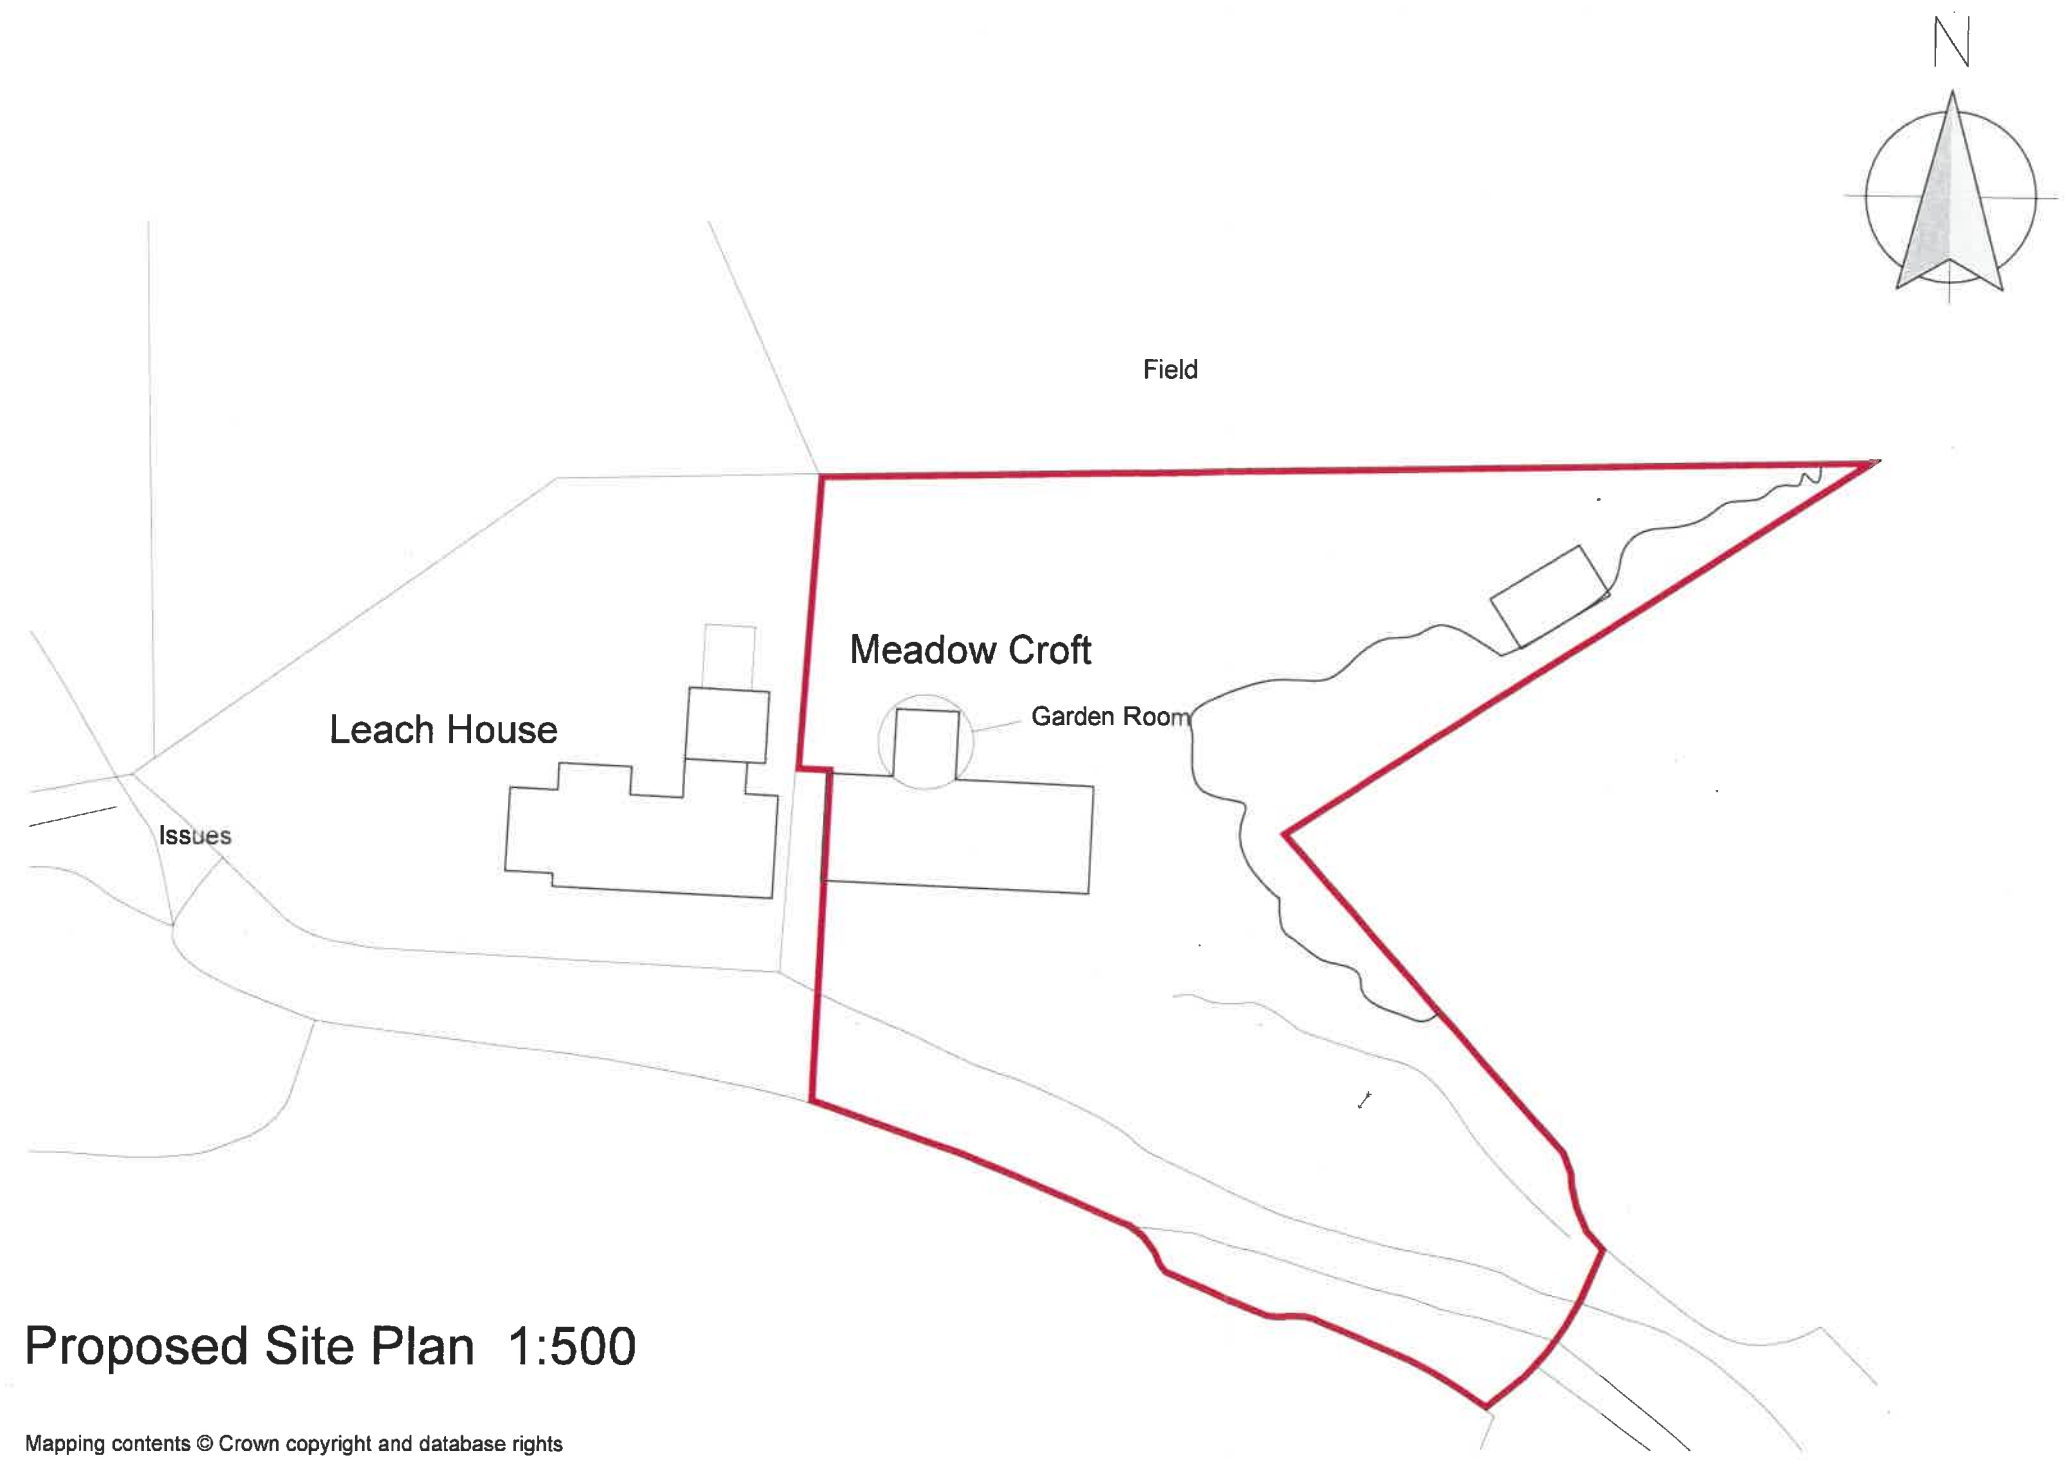 N
Field
Meadow Croft
Garden Room
Leach House
Issues
Proposed Site Plan 1:500
Mapping contents © Crown copyright and database rights